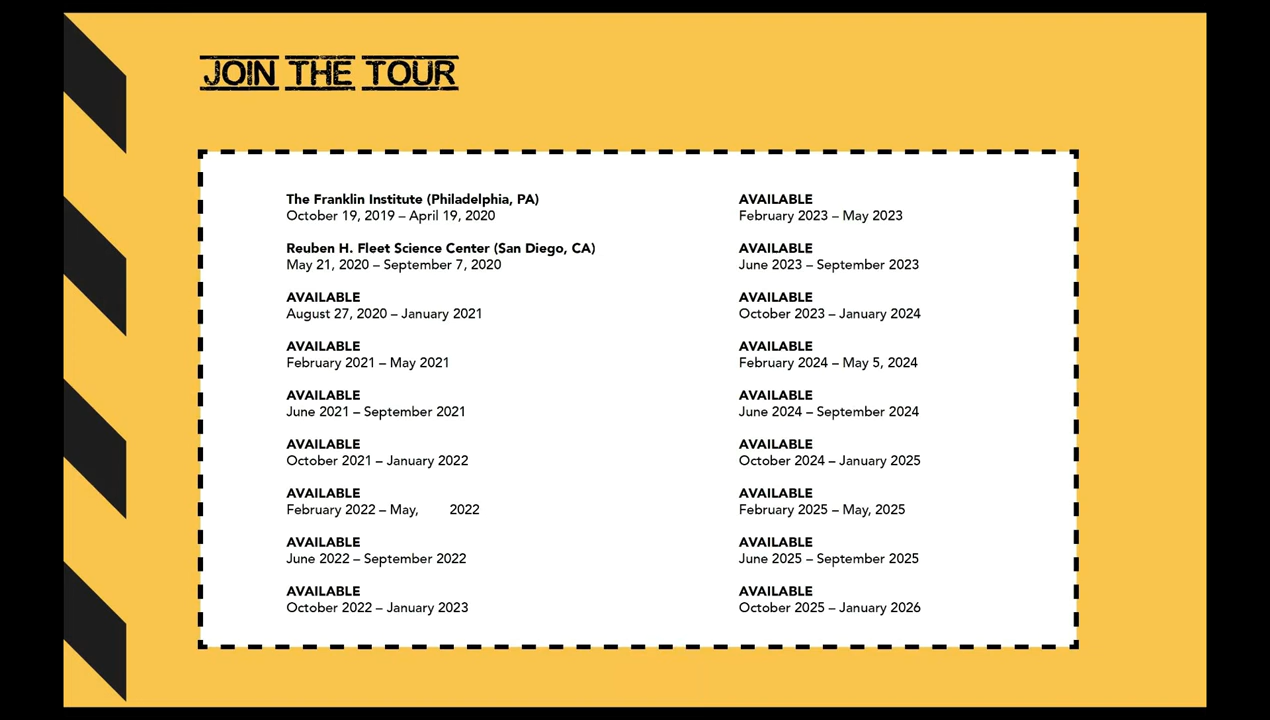 JOIN THE TOUR
The Franklin Institute (Philadelphia, PA)
October 19, 2019 – April 19, 2020
Reuben H. Fleet Science Center (San Diego, CA)
May 21, 2020 – September 7, 2020
AVAILABLE
August 27, 2020 – January 2021
AVAILABLE
February 2021 – May 2021
AVAILABLE
June 2021 – September 2021
AVAILABLE
October 2021 – January 2022
AVAILABLE
February 2022 – May, 2022
AVAILABLE
June 2022 – September 2022
AVAILABLE
October 2022 – January 2023
AVAILABLE
February 2023 – May 2023
AVAILABLE
June 2023 – September 2023
AVAILABLE
October 2023 – January 2024
AVAILABLE
February 2024 – May 5, 2024
AVAILABLE
June 2024 – September 2024
AVAILABLE
October 2024 – January 2025
AVAILABLE
February 2025 – May, 2025
AVAILABLE
June 2025 – September 2025
AVAILABLE
October 2025 – January 2026